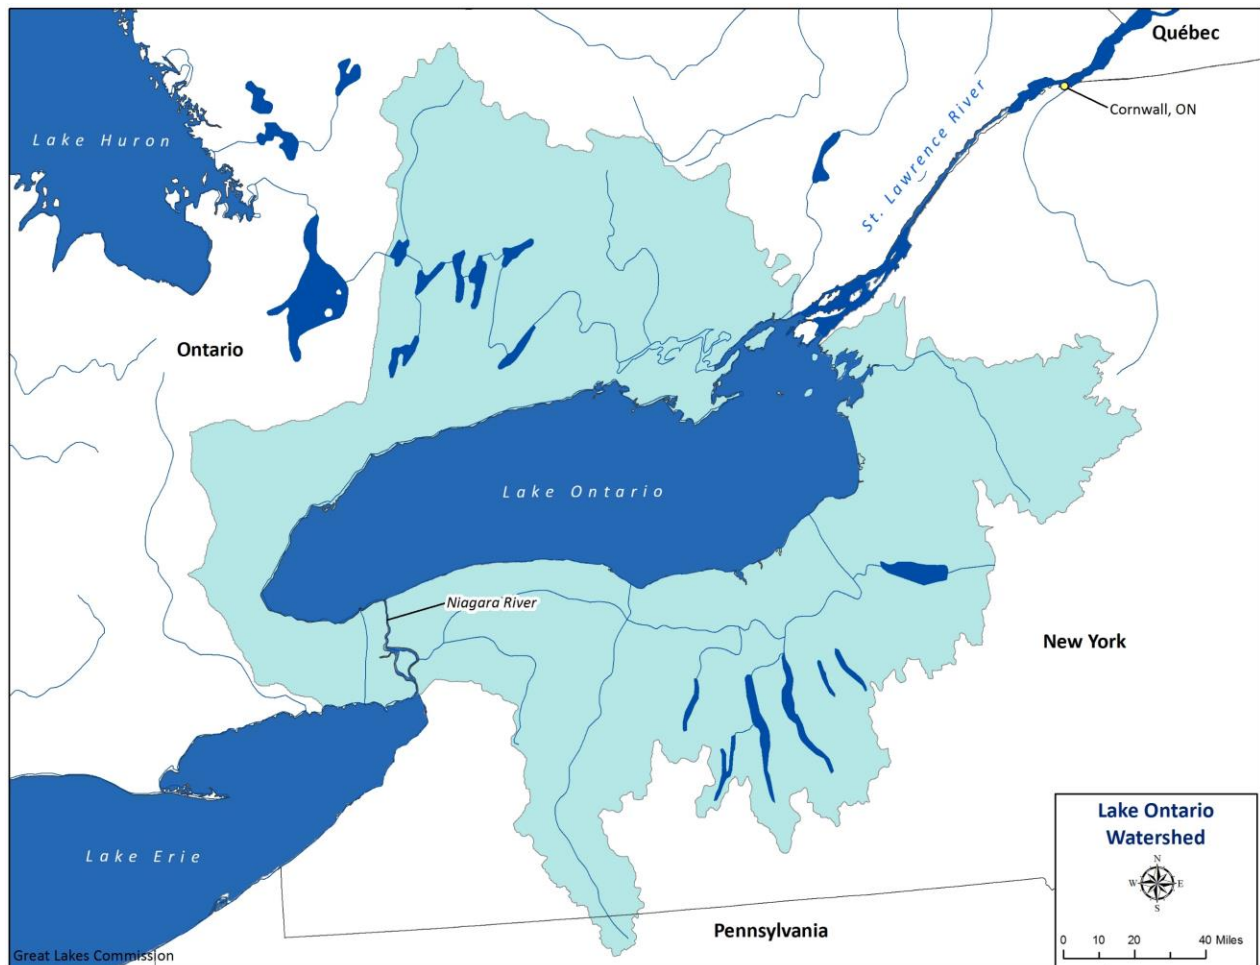 Québec
Cornwall, ON
Lake Huron
St. Lawrence River
Ontario
Lake Ontario
Niagara River
New York
Lake Erie
Pennsylvania
Great Lakes Commission
Lake Ontario
Watershed
N
W E
S
0 10 20 40 Miles